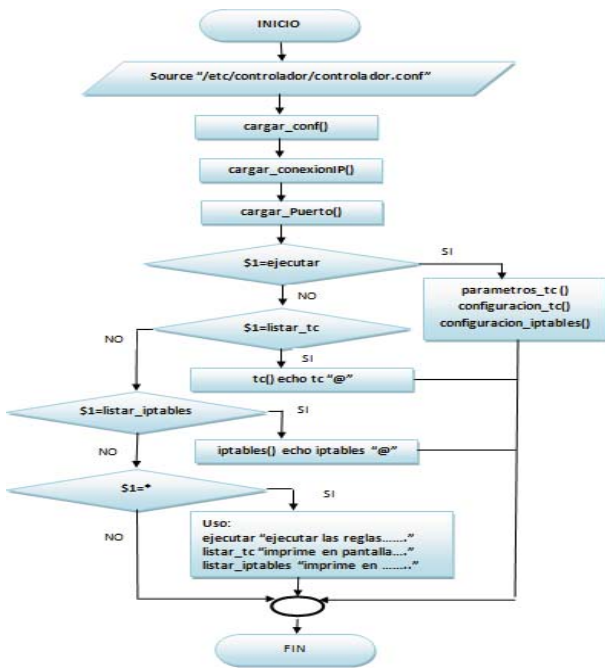 INICIO
Source “/etc/controlador/controlador.conf”
cargar_conf()
cargar_conexionIP()
cargar_Puerto()
$1=ejecutar
SI
NO
parametros_tc ()
configuracion_tc()
configuracion_iptables()
$1=listar_tc
NO
SI
tc() echo tc “@”
$1=listar_iptables
SI
NO
iptables() echo iptables “@”
$1=*
SI
NO
Uso:
ejecutar “ejecutar las reglas…….”
listar_tc “imprime en pantalla….”
listar_iptables “imprime en ……..”
FIN